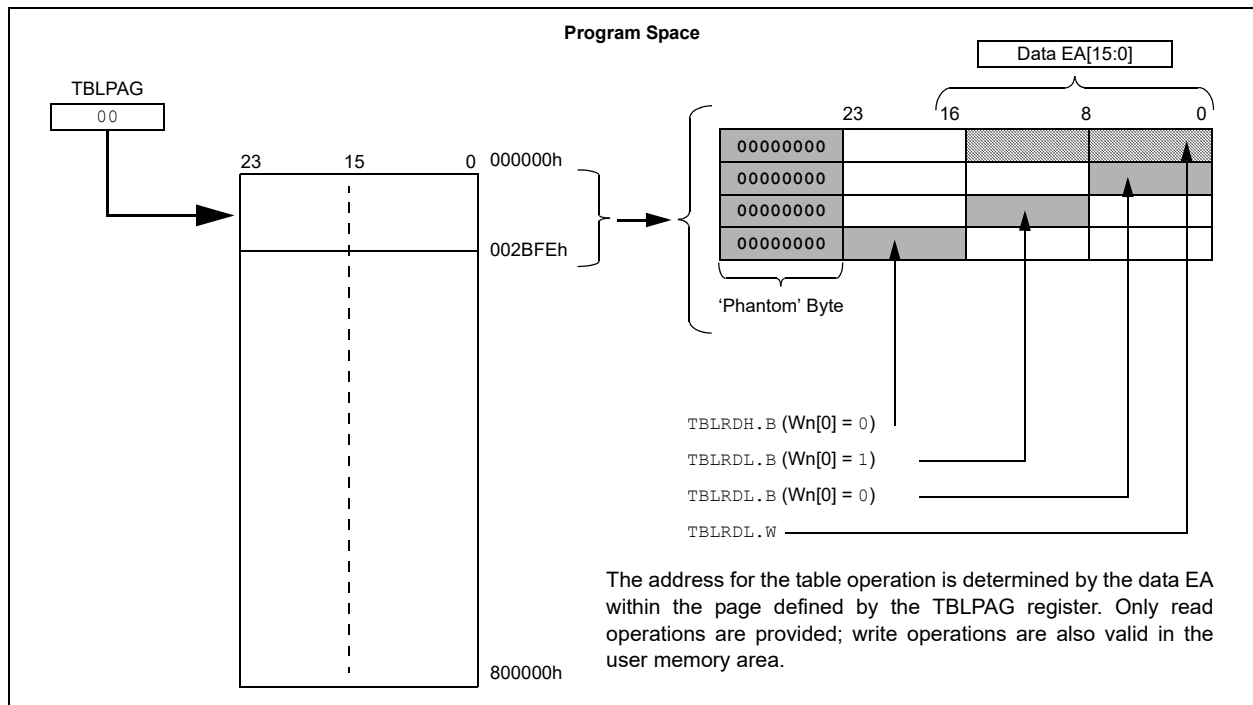 Program Space
Data EA[15:0]
TBLPAG
00
23 16 8 0
00000000
00000000
00000000
00000000
23 15 0 000000h
002BFEh
‘Phantom’ Byte
TBLRDH.B (Wn[0] = 0)
TBLRDL.B (Wn[0] = 1)
TBLRDL.B (Wn[0] = 0)
TBLRDL.W
The address for the table operation is determined by the data EA
within the page defined by the TBLPAG register. Only read
operations are provided; write operations are also valid in the
user memory area.
800000h